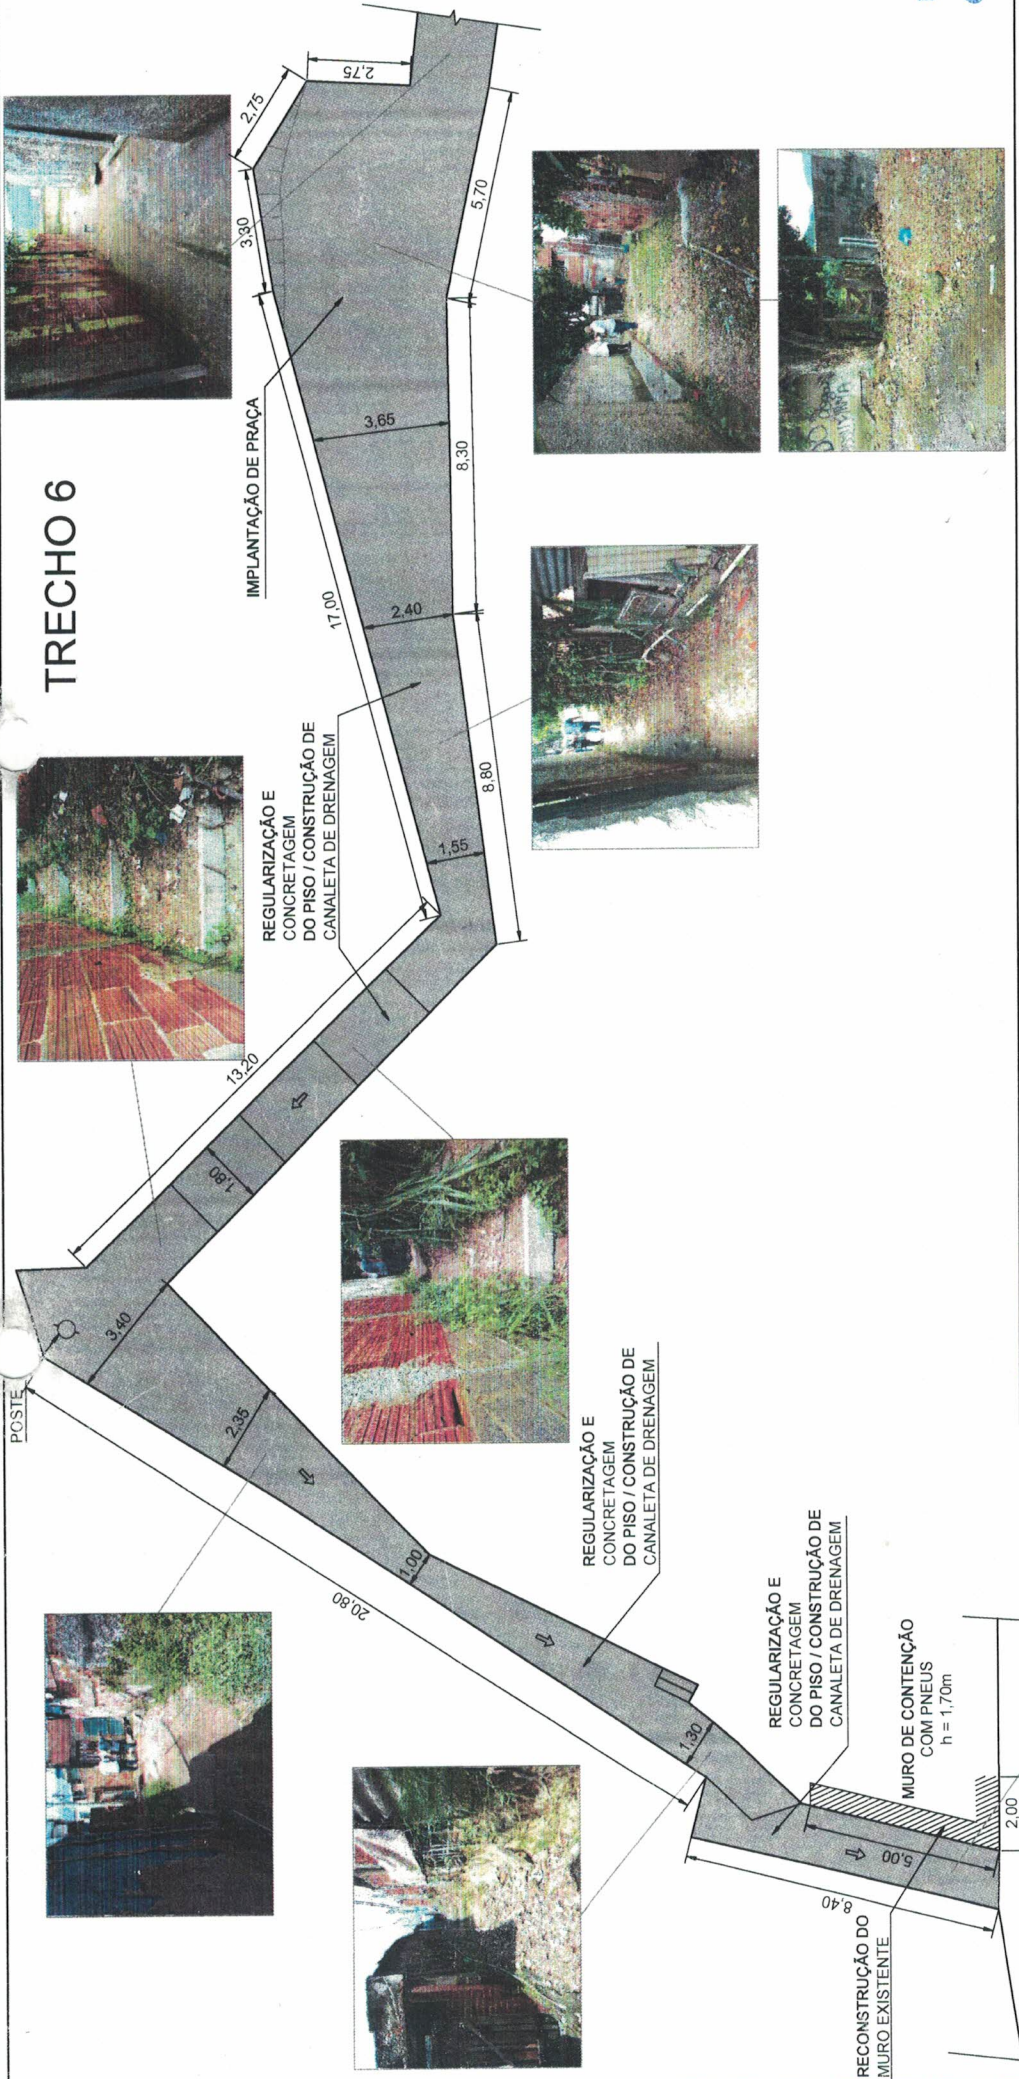 TRECHO 6
2,75
2,75
3,30
5,70
IMPLANTAÇÃO DE PRAÇA
3,65
8,30
17,00
2,40
REGULARIZAÇÃO E
CONCRETAGEM
DO PISO / CONSTRUÇÃO DE
CANALETA DE DRENAGEM
8,80
1,55
13,20
1,80
POSTE
3,40
2,35
1,00
20,80
REGULARIZAÇÃO E
CONCRETAGEM
DO PISO / CONSTRUÇÃO DE
CANALETA DE DRENAGEM
1,30
REGULARIZAÇÃO E
CONCRETAGEM
DO PISO / CONSTRUÇÃO DE
CANALETA DE DRENAGEM
MURO DE CONTENÇÃO
COM PNEUS
h = 1,70m
5,00
8,40
2,00
RECONSTRUÇÃO DO
MURO EXISTENTE